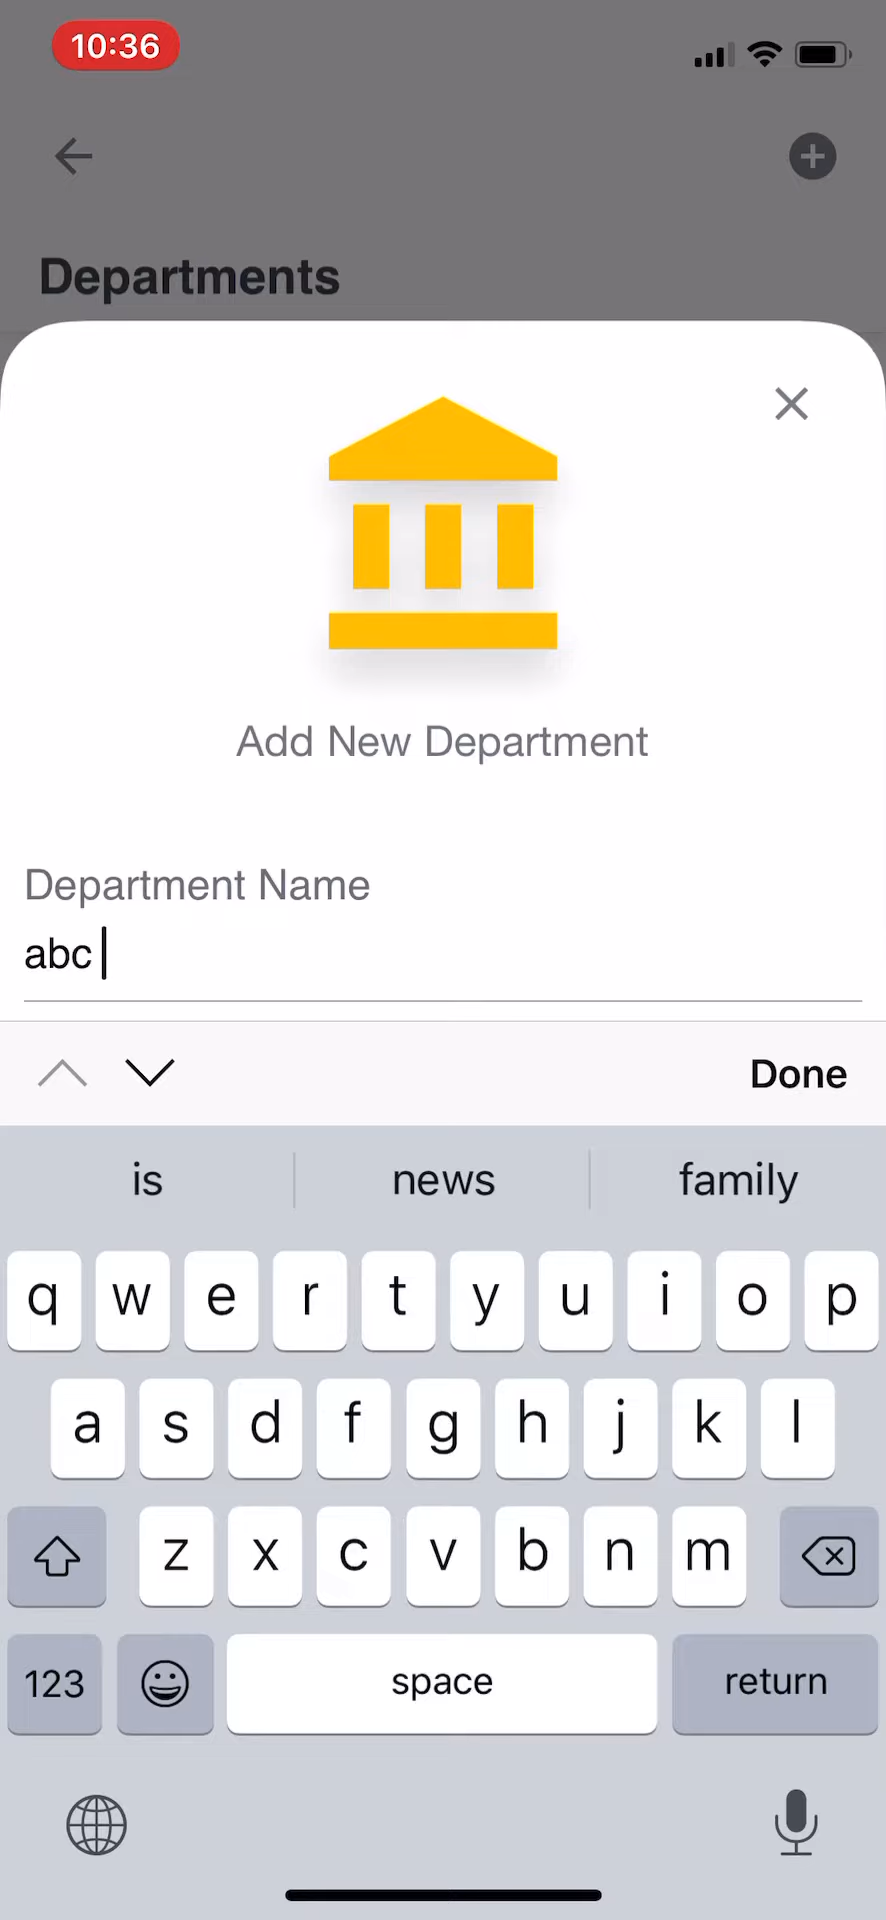 10:36
Departments
Add New Department
Department Name
abc
Done
is news family
q w e r t y u i o p
a s d f g h j k l
z x c v b n m
123 space return